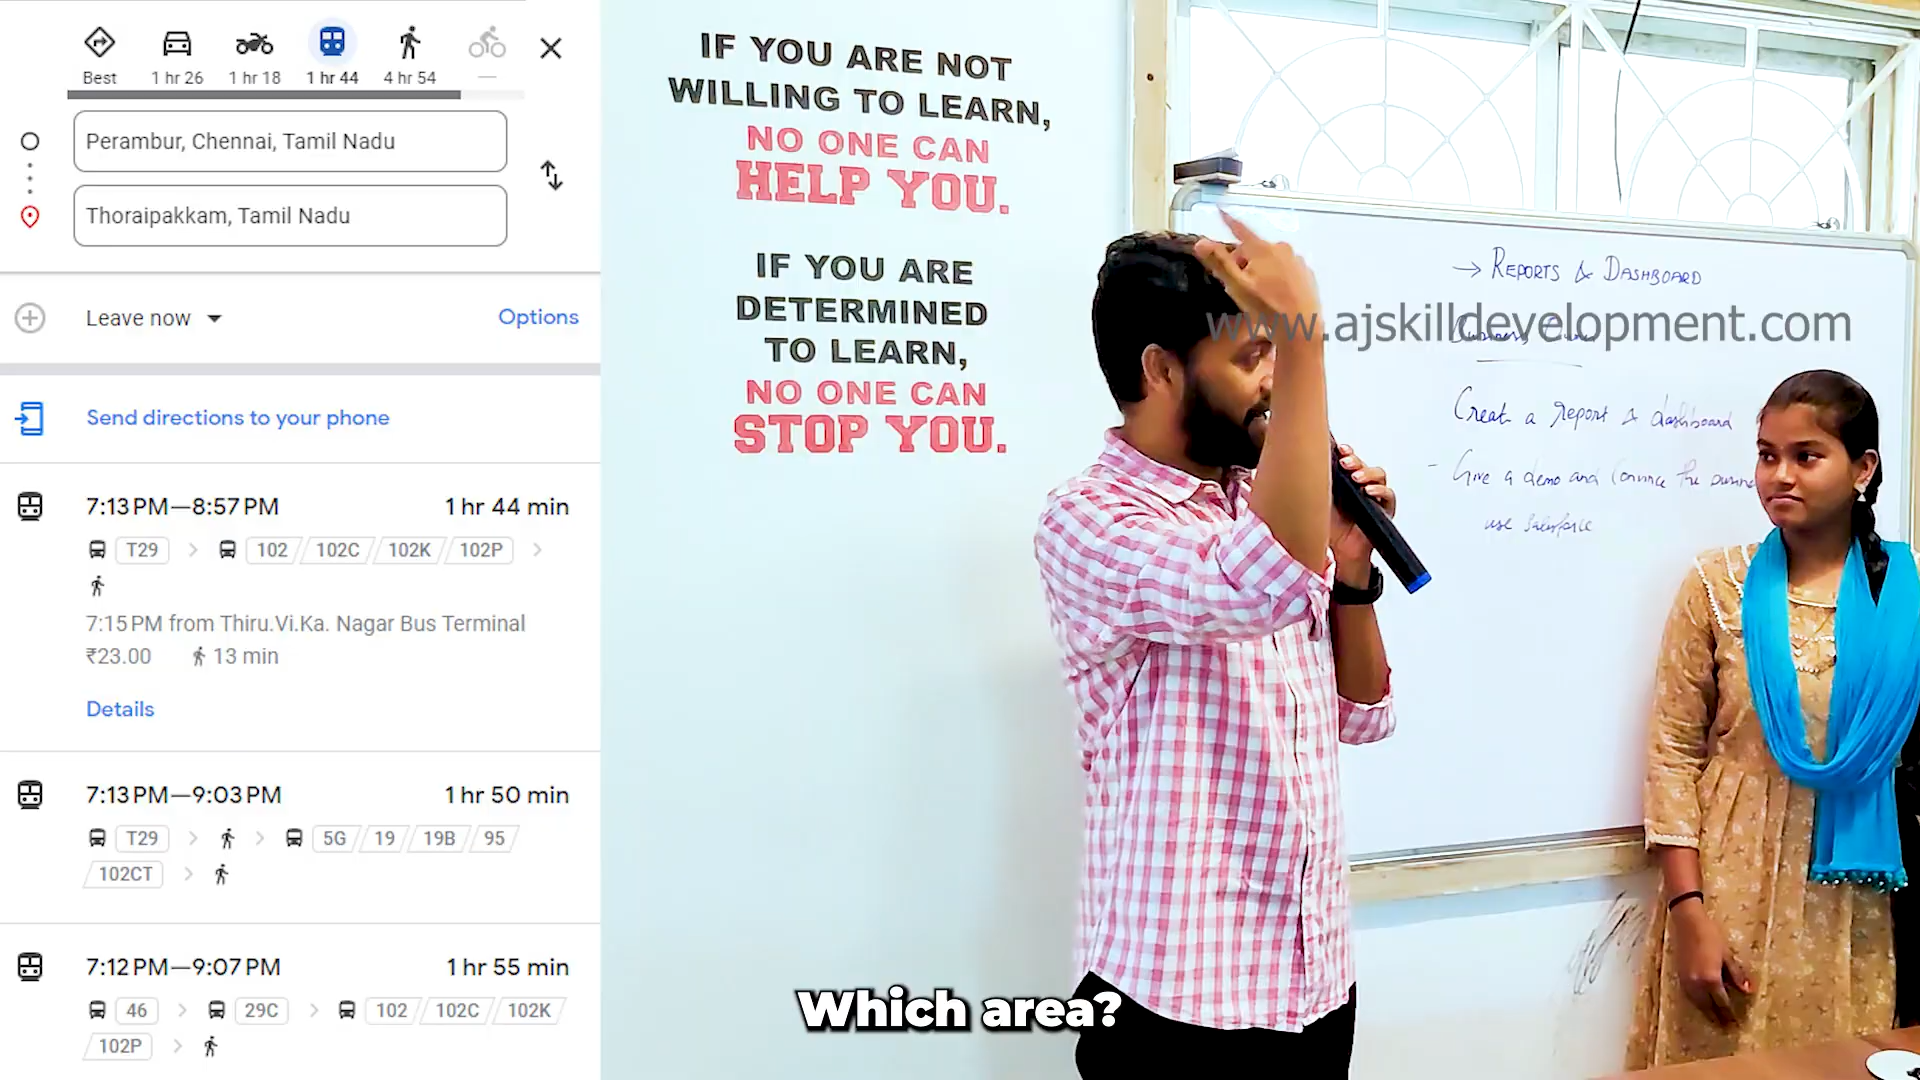 Best
1 hr 26
1 hr 18
1 hr 44
4 hr 54
—
Perambur, Chennai, Tamil Nadu
Thoraipakkam, Tamil Nadu
Leave now
Options
Send directions to your phone
7:13 PM—8:57 PM 1 hr 44 min
T29 > 102 102C 102K 102P >
7:15 PM from Thiru.Vi.Ka. Nagar Bus Terminal
₹23.00 13 min
Details
7:13 PM—9:03 PM 1 hr 50 min
T29 > > 5G 19 19B 95
102CT >
7:12 PM—9:07 PM 1 hr 55 min
46 > 29C > 102 102C 102K
102P >
IF YOU ARE NOT
WILLING TO LEARN,
NO ONE CAN
HELP YOU.
IF YOU ARE
DETERMINED
TO LEARN,
NO ONE CAN
STOP YOU.
→ REPORTS & DASHBOARD
www.ajskilldevelopment.com
Business
Create a report & dashboard
- Give a demo and convince the
use Salesforce
Which area?